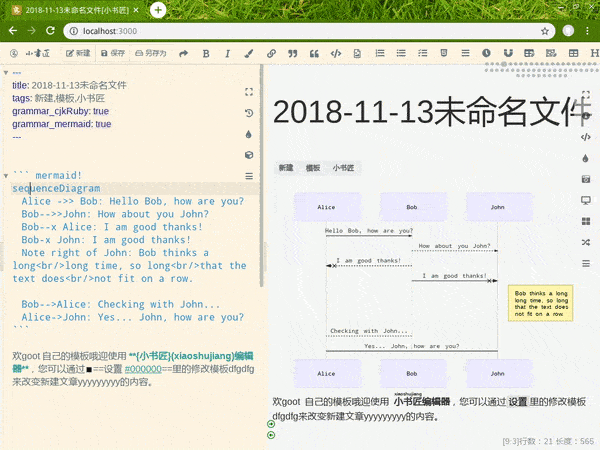 2018-11-13未命名文件[小书匠]
localhost:3000
小書匠
新建
保存
另存为
B
I
H
---
title: 2018-11-13未命名文件
tags: 新建,模板,小书匠
grammar_cjkRuby: true
grammar_mermaid: true
---
``` mermaid!
sequenceDiagram
Alice ->> Bob: Hello Bob, how are you?
Bob-->>John: How about you John?
Bob--x Alice: I am good thanks!
Bob-x John: I am good thanks!
Note right of John: Bob thinks a
long<br/>long time, so long<br/>that the
text does<br/>not fit on a row.
Bob-->Alice: Checking with John...
Alice->John: Yes... John, how are you?
```
欢goot 自己的模板哦迎使用 **{小书匠}(xiaoshujiang)编辑
器**，您可以通过■==设置 #000000==里的修改模板dfgdfg
来改变新建文章yyyyyyyyy的内容。
2018-11-13未命名文件
新建 模板 小书匠
Alice Bob John
Hello Bob, how are you?
How about you John?
I am good thanks!
I am good thanks!
Bob thinks a long
long time, so long
that the text does
not fit on a row.
Checking with John...
Yes... John, how are you?
Alice Bob John
xiaoshujiang
欢goot 自己的模板哦迎使用 小书匠编辑器，您可以通过 设置 里的修改模板
dfgdfg来改变新建文章yyyyyyyyy的内容。
[9:3]行数：21 长度：566